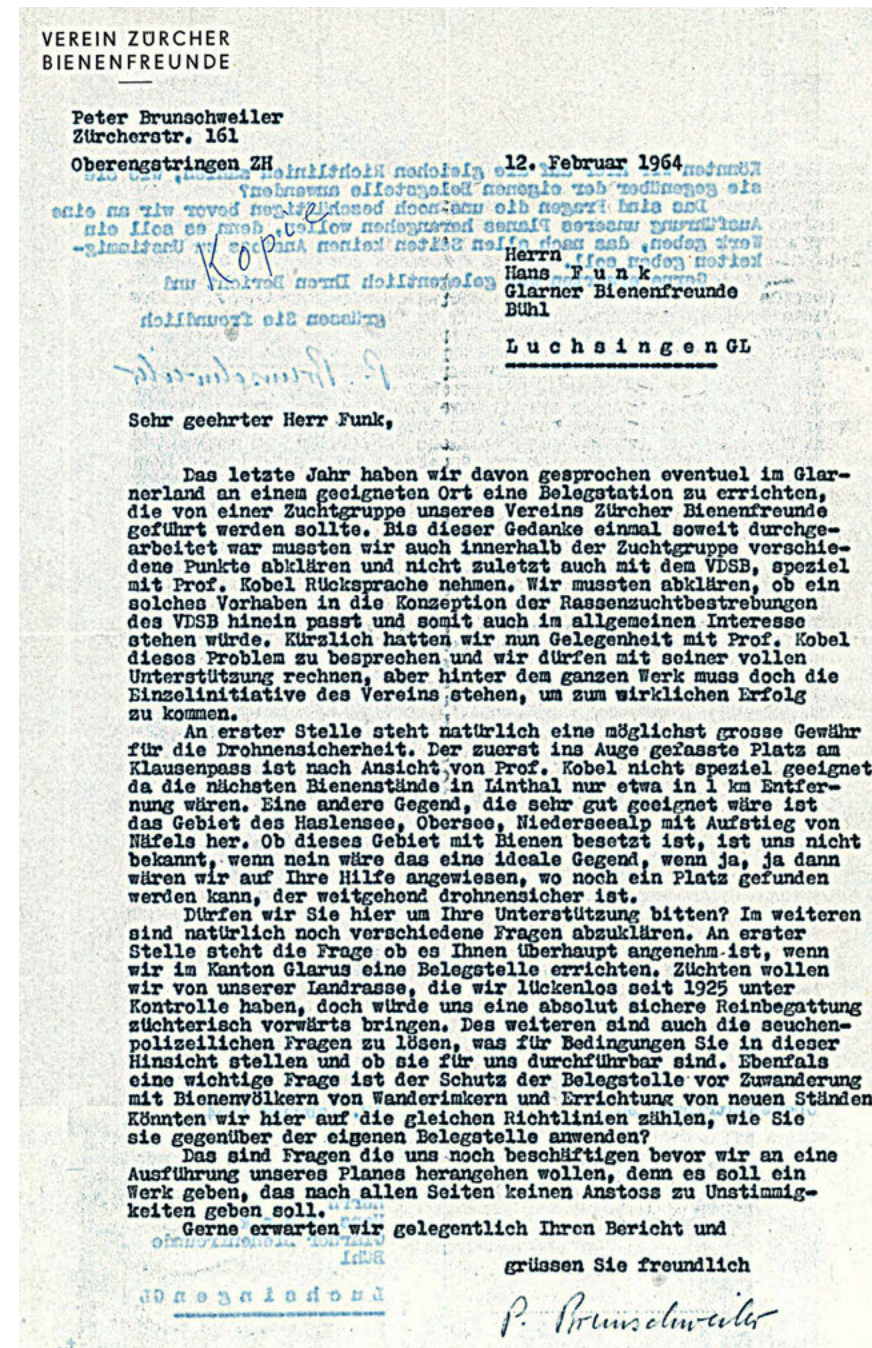 VEREIN ZÜRCHER
BIENENFREUNDE
Peter Brunschweiler
Zürcherstr. 161
Oberengstringen ZH
12. Februar 1964
Kopie
Herrn
Hans F u n k
Glarner Bienenfreunde
Bühl
L u c h s i n g e n GL
Sehr geehrter Herr Funk,
Das letzte Jahr haben wir davon gesprochen eventuel im Glar-
nerland an einem geeigneten Ort eine Belegstation zu errichten,
die von einer Zuchtgruppe unseres Vereins Zürcher Bienenfreunde
geführt werden sollte. Bis dieser Gedanke einmal soweit durchge-
arbeitet war mussten wir auch innerhalb der Zuchtgruppe verschie-
dene Punkte abklären und nicht zuletzt auch mit dem VDSB, speziel
mit Prof. Kobel Rücksprache nehmen. Wir mussten abklären, ob ein
solches Vorhaben in die Konzeption der Rassenzuchtbestrebungen
des VDSB hinein passt und somit auch im allgemeinen Interesse
stehen würde. Kürzlich hatten wir nun Gelegenheit mit Prof. Kobel
dieses Problem zu besprechen und wir dürfen mit seiner vollen
Unterstützung rechnen, aber hinter dem ganzen Werk muss doch die
Einzelinitiative des Vereins stehen, um zum wirklichen Erfolg
zu kommen.
An erster Stelle steht natürlich eine möglichst grosse Gewähr
für die Drohnensicherheit. Der zuerst ins Auge gefasste Platz am
Klausenpass ist nach Ansicht von Prof. Kobel nicht speziel geeignet
da die nächsten Bienenstände in Linthal nur etwa in 1 km Entfer-
nung wären. Eine andere Gegend, die sehr gut geeignet wäre ist
das Gebiet des Haslensee, Obersee, Niederseealp mit Aufstieg von
Näfels her. Ob dieses Gebiet mit Bienen besetzt ist, ist uns nicht
bekannt, wenn nein wäre das eine ideale Gegend, wenn ja, ja dann
wären wir auf Ihre Hilfe angewiesen, wo noch ein Platz gefunden
werden kann, der weitgehend drohnensicher ist.
Dürfen wir Sie hier um Ihre Unterstützung bitten? Im weiteren
sind natürlich noch verschiedene Fragen abzuklären. An erster
Stelle steht die Frage ob es Ihnen überhaupt angenehm ist, wenn
wir im Kanton Glarus eine Belegstelle errichten. Züchten wollen
wir von unserer Landrasse, die wir lückenlos seit 1925 unter
Kontrolle haben, doch würde uns eine absolut sichere Reinbegattung
züchterisch vorwärts bringen. Des weiteren sind auch die seuchen-
polizeilichen Fragen zu lösen, was für Bedingungen Sie in dieser
Hinsicht stellen und ob sie für uns durchführbar sind. Ebenfals
eine wichtige Frage ist der Schutz der Belegstelle vor Zuwanderung
mit Bienenvölkern von Wanderimkern und Errichtung von neuen Ständen
Könnten wir hier auf die gleichen Richtlinien zählen, wie Sie
sie gegenüber der eigenen Belegstelle anwenden?
Das sind Fragen die uns noch beschäftigen bevor wir an eine
Ausführung unseres Planes herangehen wollen, denn es soll ein
Werk geben, das nach allen Seiten keinen Anstoss zu Unstimmig-
keiten geben soll.
Gerne erwarten wir gelegentlich Ihren Bericht und
grüssen Sie freundlich
P. Brunschweiler